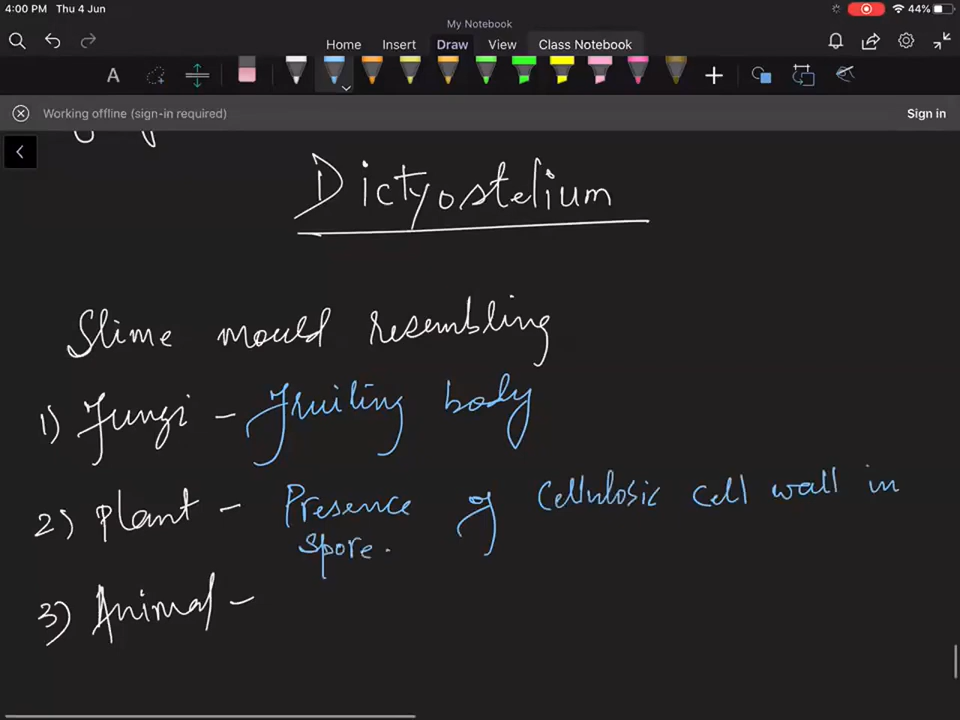 4:00 PM Thu 4 Jun
44%
My Notebook
Home Insert Draw View Class Notebook
A
Working offline (sign-in required)
Sign in
Dictyostelium
Slime mould resembling
1) Fungi - Fruiting body
2) Plant - Presence of Cellulosic cell wall in
spore.
3) Animal -